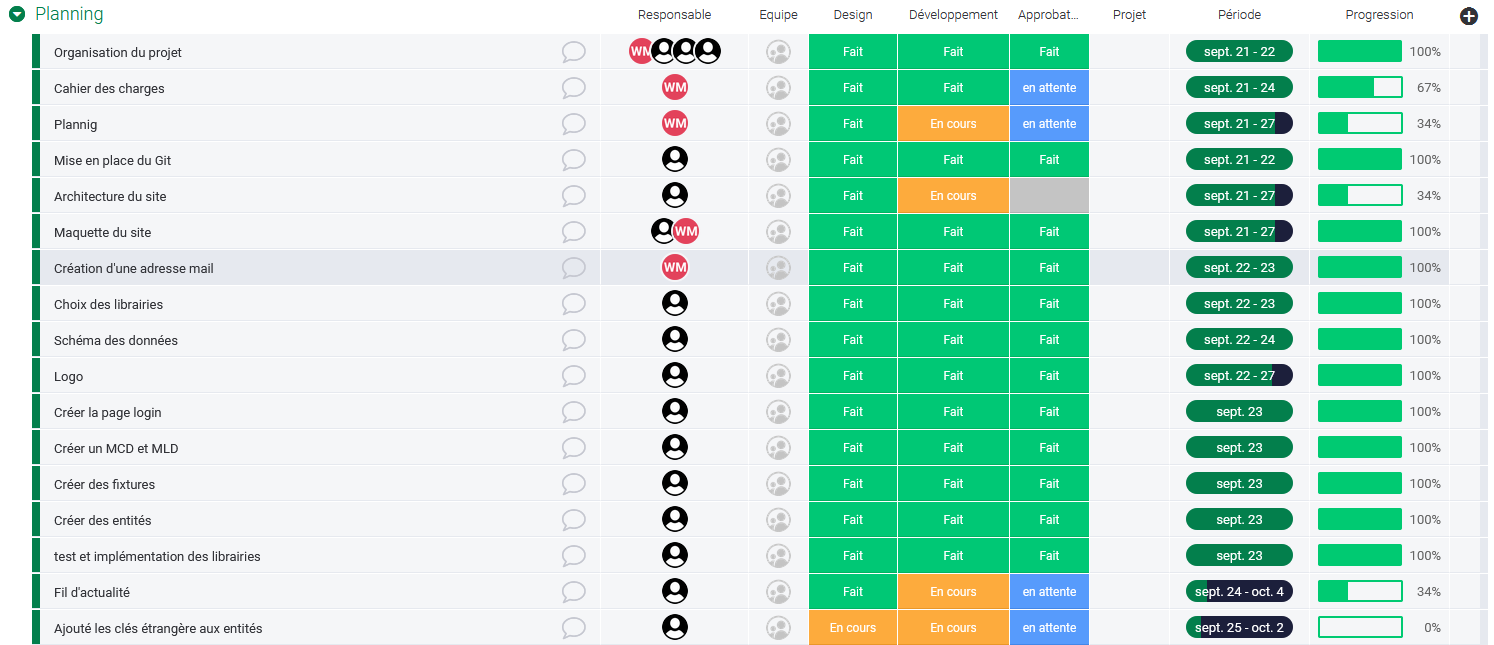 Planning Responsable Equipe Design Développement Approbat... Projet Période Progression
Organisation du projet WM Fait Fait Fait sept. 21 - 22 100%
Cahier des charges WM Fait Fait en attente sept. 21 - 24 67%
Plannig WM Fait En cours en attente sept. 21 - 27 34%
Mise en place du Git Fait Fait Fait sept. 21 - 22 100%
Architecture du site Fait En cours sept. 21 - 27 34%
Maquette du site WM Fait Fait Fait sept. 21 - 27 100%
Création d'une adresse mail WM Fait Fait Fait sept. 22 - 23 100%
Choix des librairies Fait Fait Fait sept. 22 - 23 100%
Schéma des données Fait Fait Fait sept. 22 - 24 100%
Logo Fait Fait Fait sept. 22 - 27 100%
Créer la page login Fait Fait Fait sept. 23 100%
Créer un MCD et MLD Fait Fait Fait sept. 23 100%
Créer des fixtures Fait Fait Fait sept. 23 100%
Créer des entités Fait Fait Fait sept. 23 100%
test et implémentation des librairies Fait Fait Fait sept. 23 100%
Fil d'actualité Fait En cours en attente sept. 24 - oct. 4 34%
Ajouté les clés étrangère aux entités En cours En cours en attente sept. 25 - oct. 2 0%